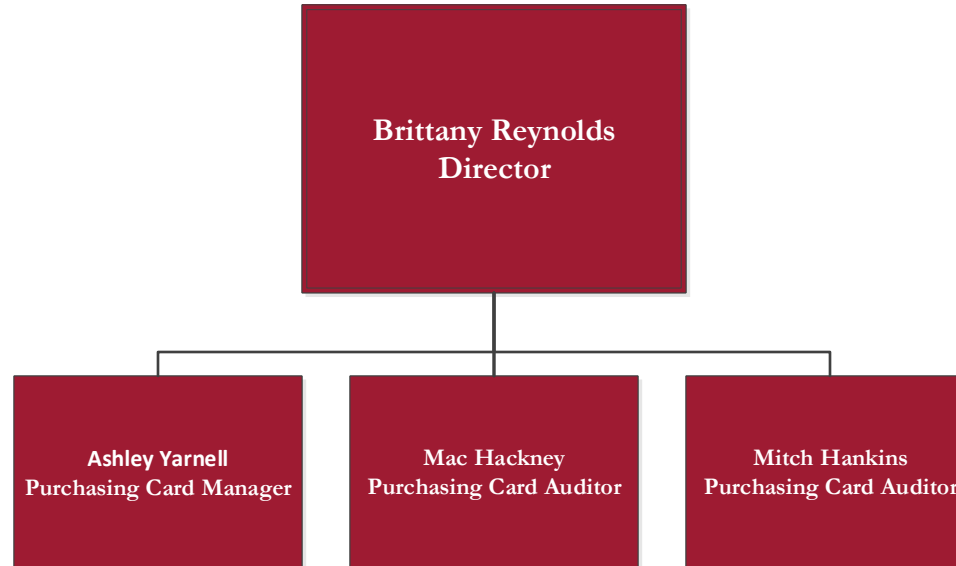 Brittany Reynolds
Director
Ashley Yarnell
Purchasing Card Manager
Mac Hackney
Purchasing Card Auditor
Mitch Hankins
Purchasing Card Auditor